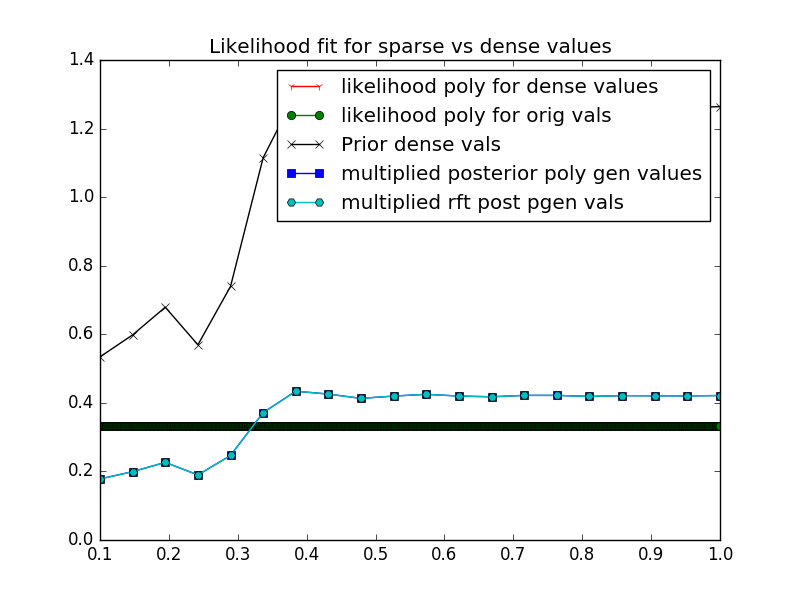 Likelihood fit for sparse vs dense values
1.4
1.2
1.0
0.8
0.6
0.4
0.2
0.0
likelihood poly for dense values
likelihood poly for orig vals
Prior dense vals
multiplied posterior poly gen values
multiplied rft post pgen vals
0.1 0.2 0.3 0.4 0.5 0.6 0.7 0.8 0.9 1.0